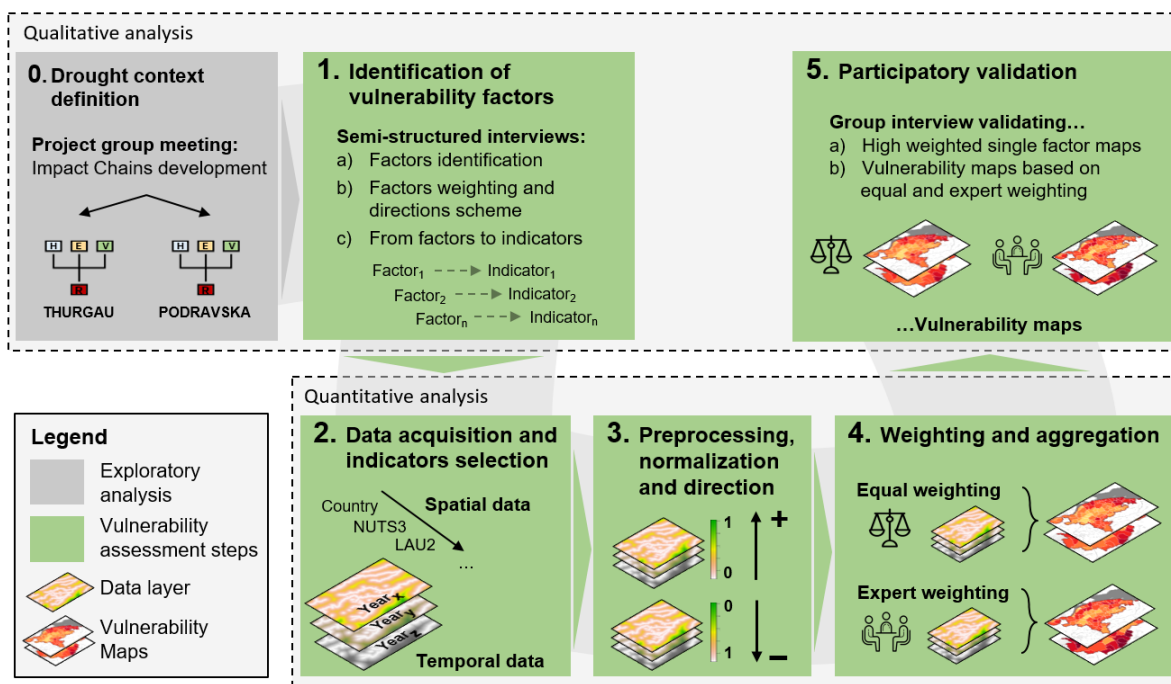 Qualitative analysis
0. Drought context
definition
Project group meeting:
Impact Chains development
H E V
R
THURGAU
H E V
R
PODRAVSKA
1. Identification of
vulnerability factors
Semi-structured interviews:
a) Factors identification
b) Factors weighting and
directions scheme
c) From factors to indicators
Factor1 Indicator1
Factor2 Indicator2
Factorn Indicatorn
5. Participatory validation
Group interview validating…
a) High weighted single factor maps
b) Vulnerability maps based on
equal and expert weighting
…Vulnerability maps
Legend
Exploratory
analysis
Vulnerability
assessment steps
Data layer
Vulnerability
Maps
Quantitative analysis
2. Data acquisition and
indicators selection
Country
NUTS3
LAU2
…
Spatial data
Year x
Year y
Year z
Temporal data
3. Preprocessing,
normalization
and direction
1
0
+
0
1
−
4. Weighting and aggregation
Equal weighting
Expert weighting